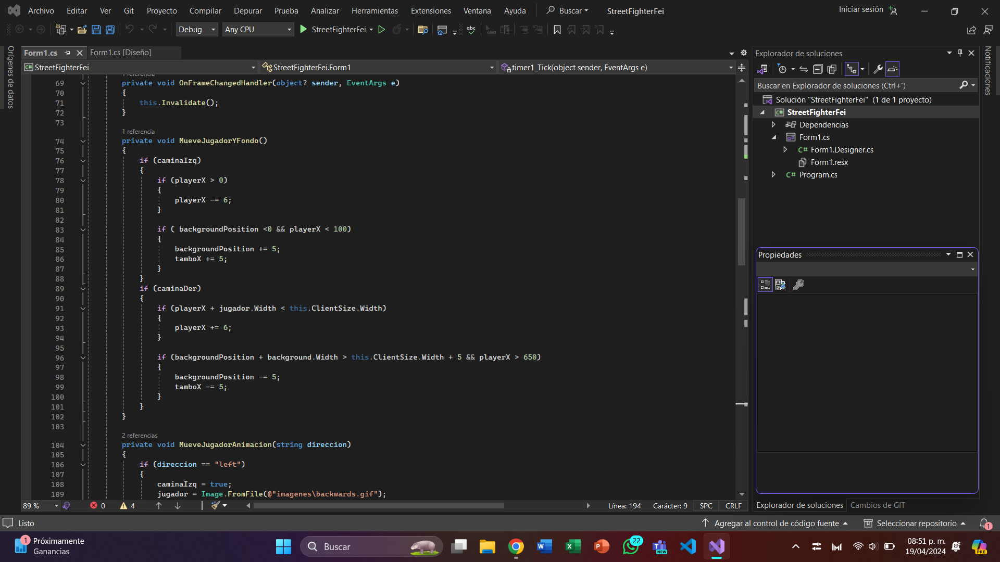 Archivo Editar Ver Git Proyecto Compilar Depurar Prueba Analizar Herramientas Extensiones Ventana Ayuda Buscar StreetFighterFei Iniciar sesión
Debug Any CPU StreetFighterFei
Orígenes de datos
Form1.cs Form1.cs [Diseño]
StreetFighterFei StreetFighterFei.Form1 timer1_Tick(object sender, EventArgs e)
69 private void OnFrameChangedHandler(object? sender, EventArgs e)
70 {
71 this.Invalidate();
72 }
73
1 referencia
74 private void MueveJugadorYFondo()
75 {
76 if (caminaIzq)
77 {
78 if (playerX > 0)
79 {
80 playerX -= 6;
81 }
82
83 if ( backgroundPosition <0 && playerX < 100)
84 {
85 backgroundPosition += 5;
86 tamboX += 5;
87 }
88 }
89 if (caminaDer)
90 {
91 if (playerX + jugador.Width < this.ClientSize.Width)
92 {
93 playerX += 6;
94 }
95
96 if (backgroundPosition + background.Width > this.ClientSize.Width + 5 && playerX > 650)
97 {
98 backgroundPosition -= 5;
99 tamboX -= 5;
100 }
101 }
102 }
103
2 referencias
104 private void MueveJugadorAnimacion(string direccion)
105 {
106 if (direccion == "left")
107 {
108 caminaIzq = true;
109 jugador = Image.FromFile(@"imagenes\backwards.gif");
89 % 0 4 Línea: 194 Carácter: 9 SPC CRLF
Explorador de soluciones
Buscar en Explorador de soluciones (Ctrl+´)
Solución "StreetFighterFei" (1 de 1 proyecto)
StreetFighterFei
Dependencias
Form1.cs
C# Form1.Designer.cs
Form1.resx
C# Program.cs
Propiedades
Explorador de soluciones Cambios de GIT
Notificaciones
Listo Agregar al control de código fuente Seleccionar repositorio 1
1 Próximamente
Ganancias
Buscar
22
NEW
08:51 p. m.
19/04/2024
PRE